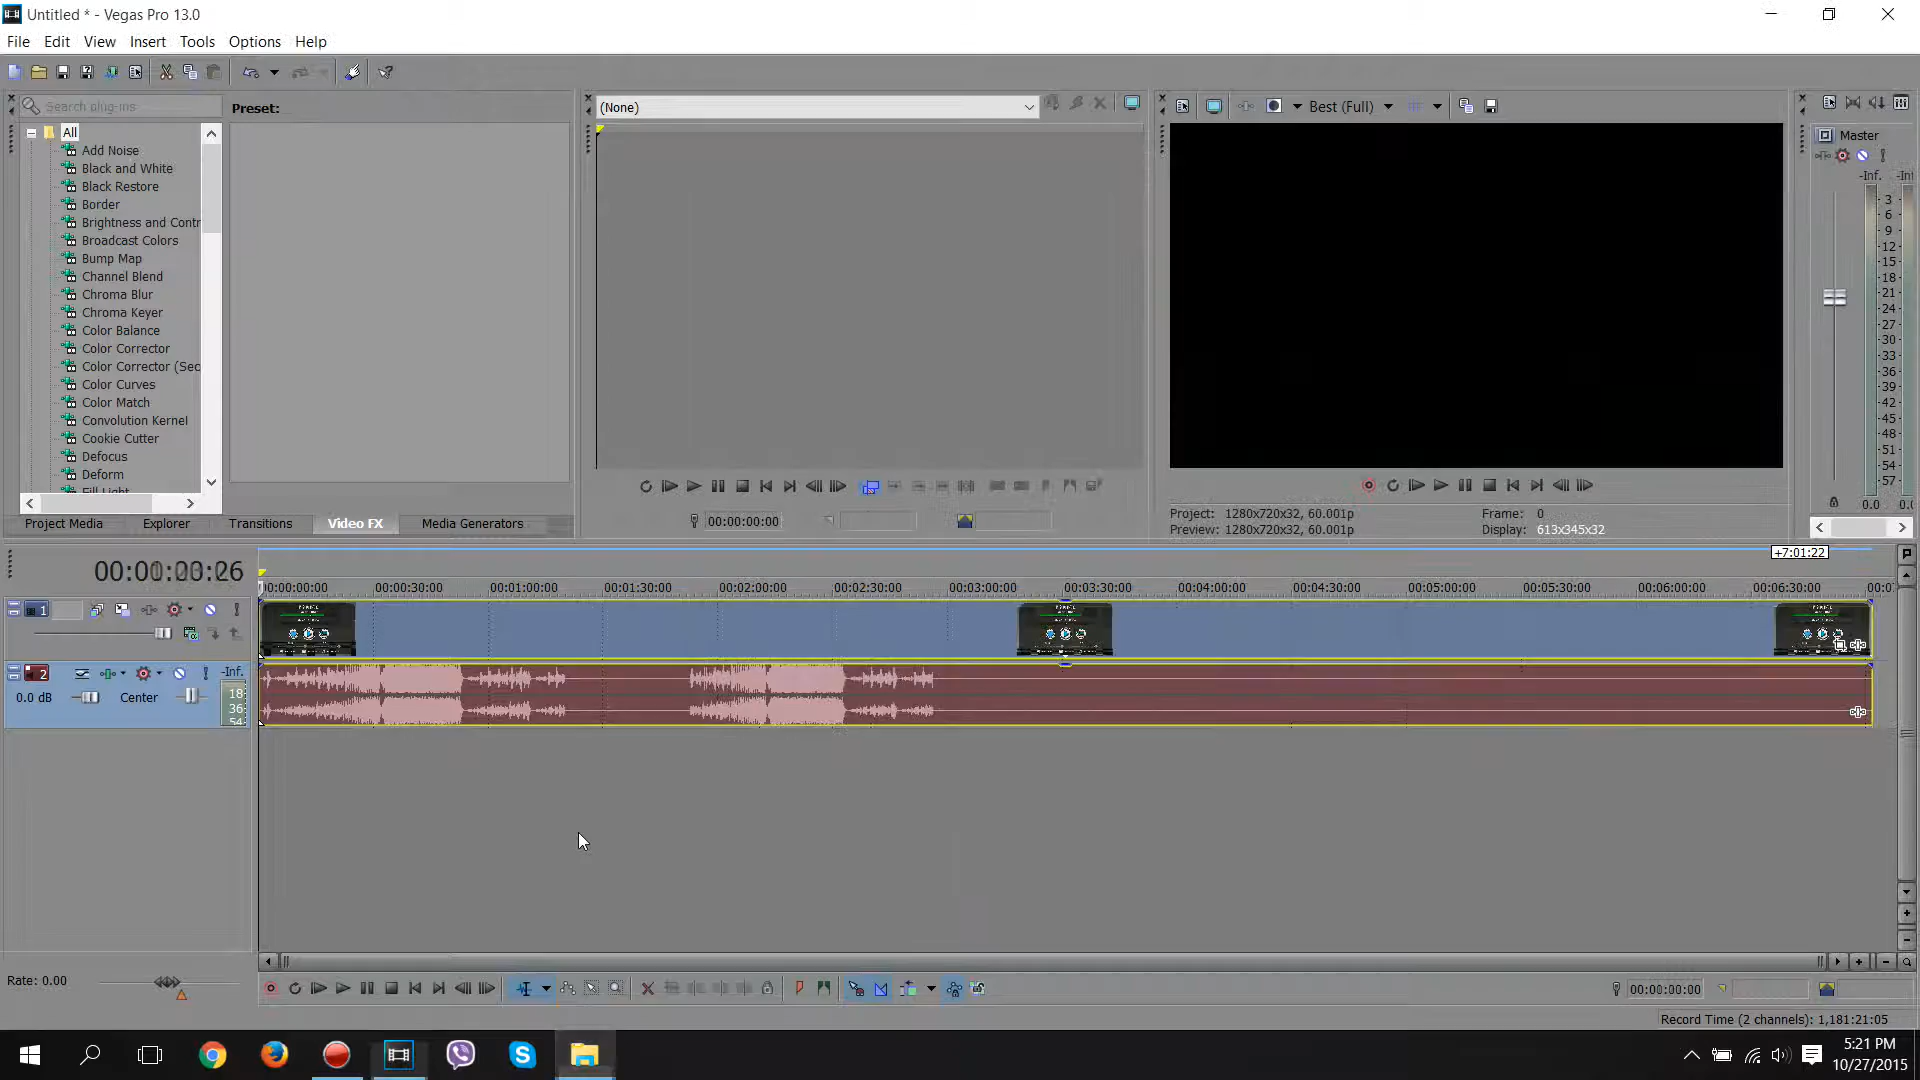 Untitled * - Vegas Pro 13.0
File Edit View Insert Tools Options Help
Search plug-ins
Preset:
(None)
Best (Full)
All
Add Noise
Black and White
Black Restore
Border
Brightness and Contr
Broadcast Colors
Bump Map
Channel Blend
Chroma Blur
Chroma Keyer
Color Balance
Color Corrector
Color Corrector (Sec
Color Curves
Color Match
Convolution Kernel
Cookie Cutter
Defocus
Deform
Fill Light
Project Media Explorer Transitions Video FX Media Generators
00:00:00:00
Project: 1280x720x32, 60.001p
Preview: 1280x720x32, 60.001p
Frame: 0
Display: 613x345x32
Master
-Inf. -Inf
3
6
9
-12
-15
-18
-21
-24
-27
-30
-33
-36
-39
-42
-45
-48
-51
-54
-57
0.0 0.0
+7:01:22
00:00:00:26
00:00:00:00 00:00:30:00 00:01:00:00 00:01:30:00 00:02:00:00 00:02:30:00 00:03:00:00 00:03:30:00 00:04:00:00 00:04:30:00 00:05:00:00 00:05:30:00 00:06:00:00 00:06:30:00 00:0
1
2
-Inf.
0.0 dB Center
18
36
54
Rate: 0.00
00:00:00:00
Record Time (2 channels): 1,181:21:05
5:21 PM
10/27/2015